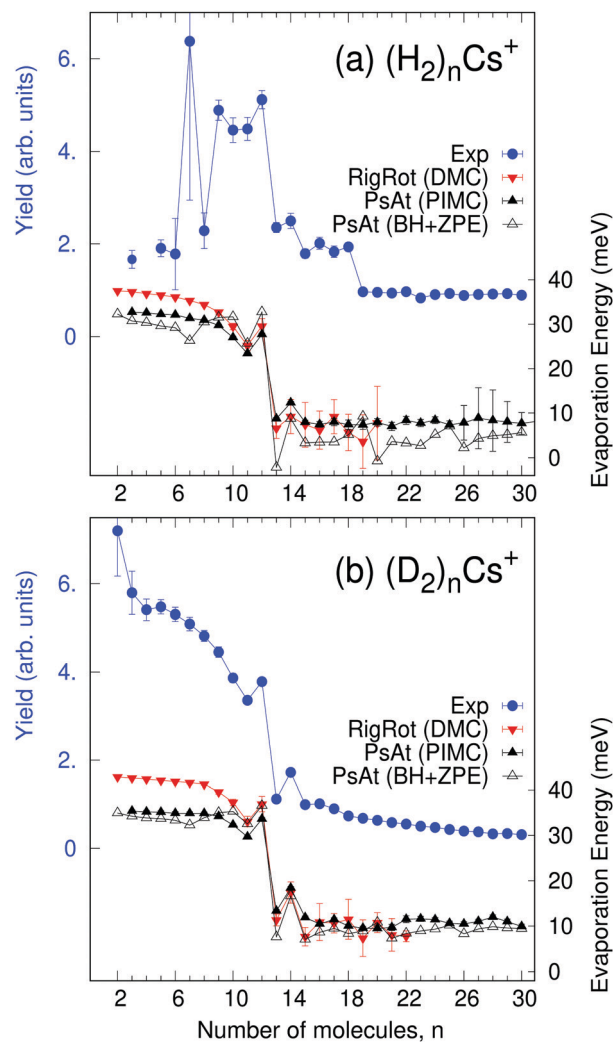 (a) (H2)nCs+
Yield (arb. units)
6.
4.
2.
0
Exp
RigRot (DMC)
PsAt (PIMC)
PsAt (BH+ZPE)
40
30
20
10
0
Evaporation Energy (meV)
2 6 10 14 18 22 26 30
(b) (D2)nCs+
Yield (arb. units)
6.
4.
2.
0
Exp
RigRot (DMC)
PsAt (PIMC)
PsAt (BH+ZPE)
40
30
20
10
0
Evaporation Energy (meV)
2 6 10 14 18 22 26 30
Number of molecules, n